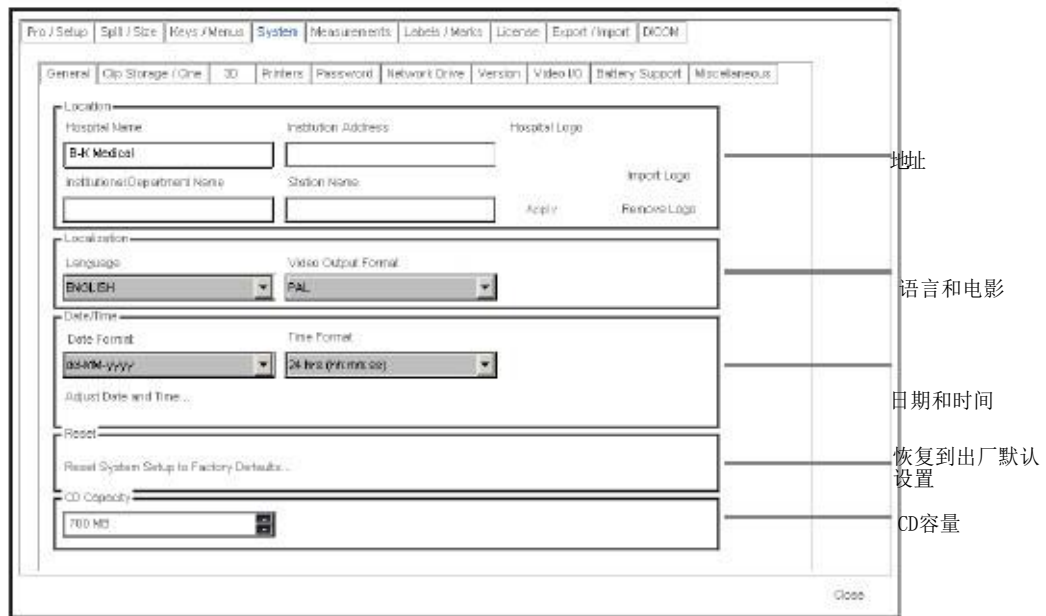 Pro / Setup Split / Size Keys / Menus System Measurements Labels / Marks License Export / Import DICOM
General Clip Storage / Cine 3D Printers Password Network Drive Version Video I/O Battery Support Miscellaneous
Location
Hospital Name Institution Address Hospital Logo
B-K Medical
地址
Import Logo
Institutional Department Name Station Name
Apply Remove Logo
Localization
Language Video Output Format
ENGLISH PAL
语言和电影
Date/Time
Date Format Time Format
dd-MM-yyyy 24 hrs (HH:mm:ss)
Adjust Date and Time...
日期和时间
Reset
Reset System Setup to Factory Defaults...
恢复到出厂默认
设置
CD Capacity
700 MB
CD容量
Close